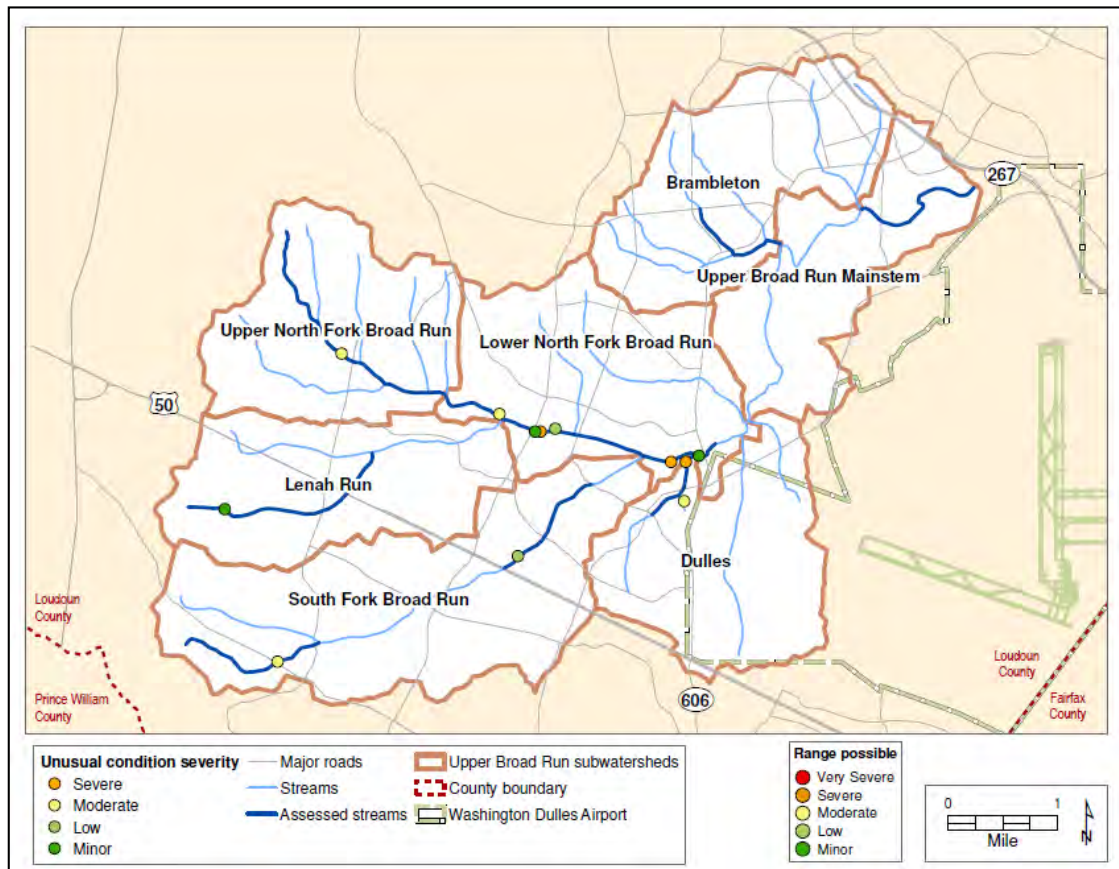 267
Brambleton
Upper Broad Run Mainstem
Upper North Fork Broad Run
Lower North Fork Broad Run
50
Lenah Run
Dulles
South Fork Broad Run
Loudoun
County
Prince William
County
606
Loudoun
County
Fairfax
County
Unusual condition severity
Severe
Moderate
Low
Minor
Major roads
Streams
Assessed streams
Upper Broad Run subwatersheds
County boundary
Washington Dulles Airport
Range possible
Very Severe
Severe
Moderate
Low
Minor
0 1
Mile
N